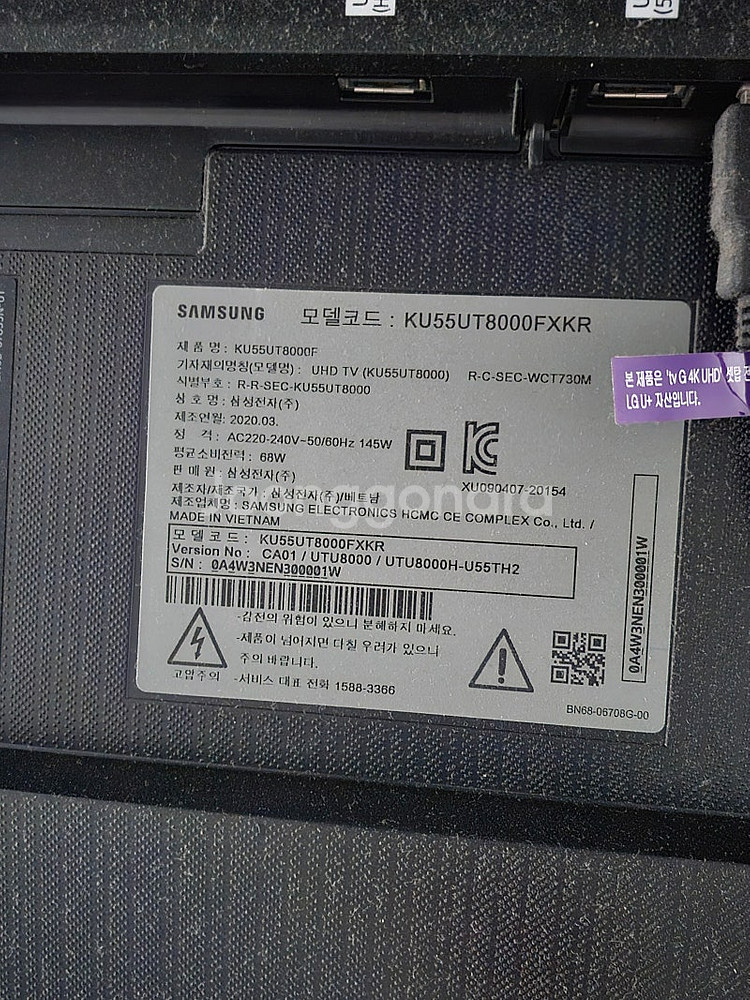 SAMSUNG 모델코드 : KU55UT8000FXKR
제 품 명 : KU55UT8000F
기자재의명칭(모델명) : UHD TV (KU55UT8000) R-C-SEC-WCT730M
식별부호 : R-R-SEC-KU55UT8000
상 호 명 : 삼성전자(주)
제조연월: 2020.03.
정 격 : AC220-240V~50/60Hz 145W
평균소비전력 : 68W
판 매 원 : 삼성전자(주)
XU090407-20154
제조자/제조국가 : 삼성전자(주)/베트남
제조업체명 : SAMSUNG ELECTRONICS HCMC CE COMPLEX Co., Ltd. /
MADE IN VIETNAM
모 델 코 드 : KU55UT8000FXKR
Version No : CA01 / UTU8000 / UTU8000H-U55TH2
S/N : 0A4W3NEN300001W
-감전의 위험이 있으니 분해하지 마세요.
-제품이 넘어지면 다칠 우려가 있으니
주의 바랍니다.
고압주의 -서비스 대표 전화 1588-3366
0A4W3NEN300001W
BN68-06708G-00
본 제품은 'tv G 4K UHD' 셋탑 전
LG U+ 자산입니다.
hanggonara